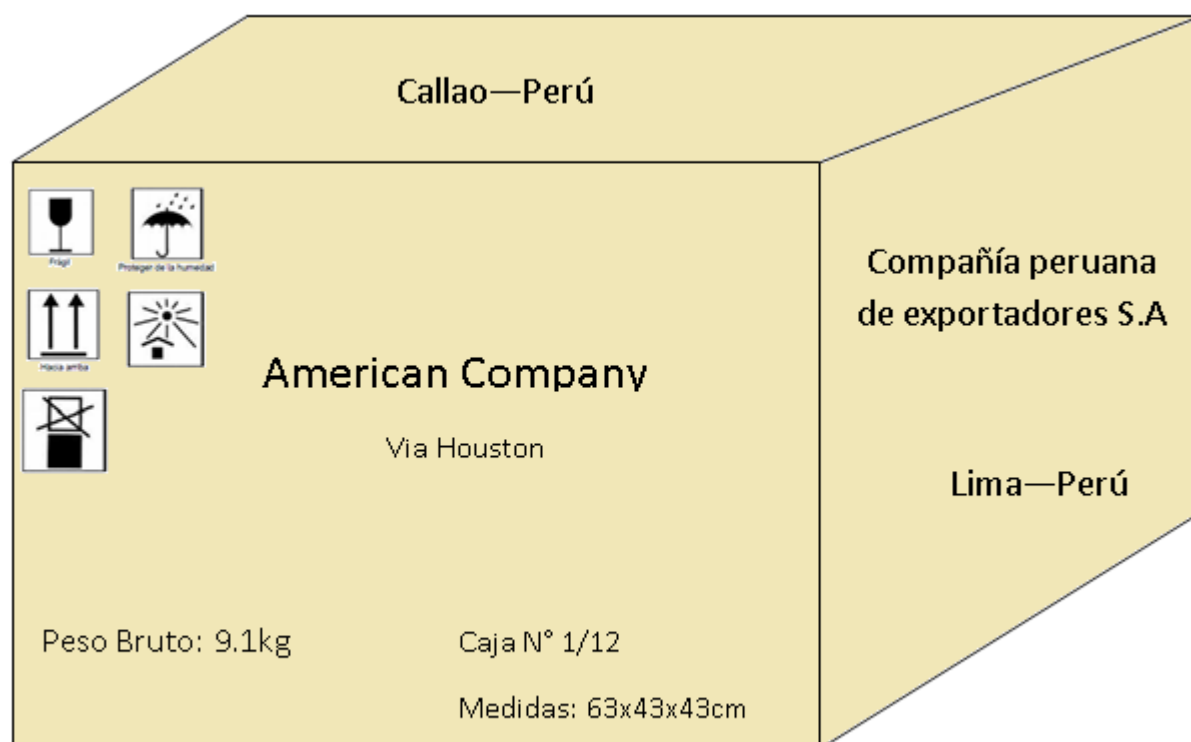 Callao—Perú
Frágil
Proteger de la humedad
Hacia arriba
American Company
Via Houston
Peso Bruto: 9.1kg
Caja N° 1/12
Medidas: 63x43x43cm
Compañía peruana
de exportadores S.A
Lima—Perú